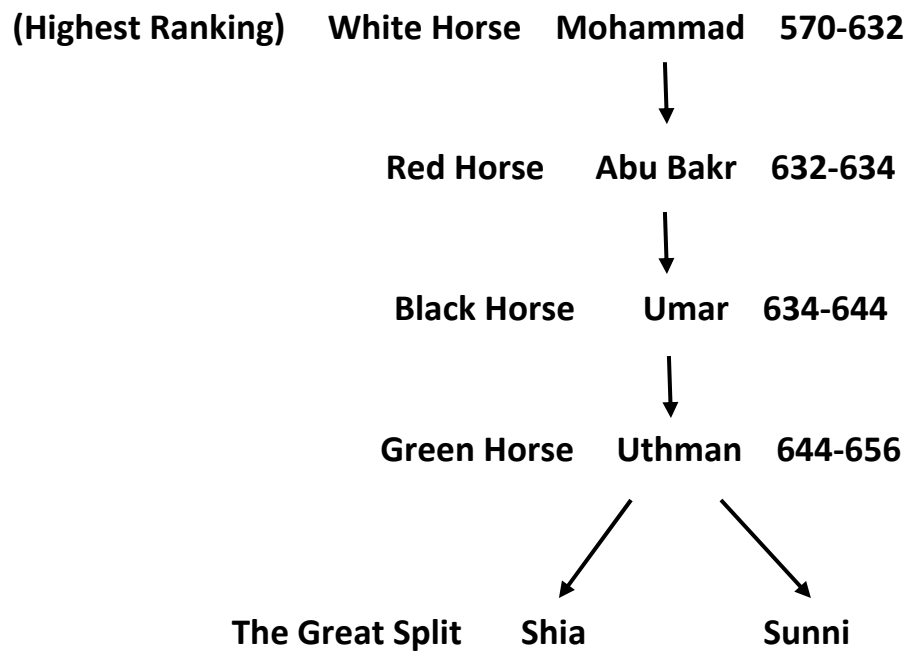 (Highest Ranking) White Horse Mohammad 570-632
Red Horse Abu Bakr 632-634
Black Horse Umar 634-644
Green Horse Uthman 644-656
The Great Split Shia Sunni